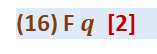 (16) F q [2]